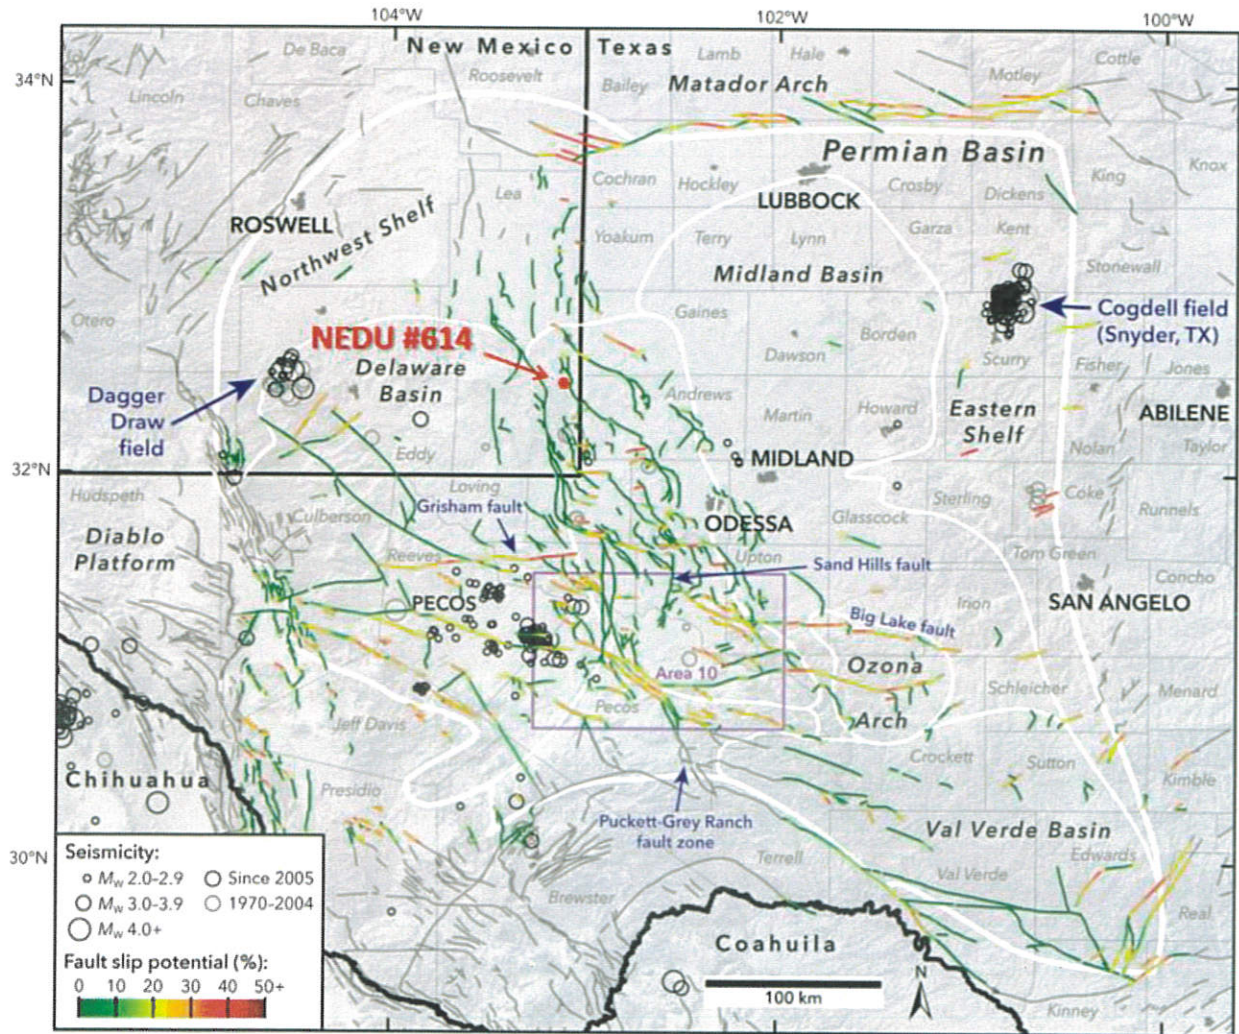 104°W
102°W
100°W
New Mexico
Texas
De Baca
Roosevelt
Lamb
Hale
Motley
Cottle
34°N
Lincoln
Chaves
Bailey
Matador Arch
Permian Basin
King
Knox
Lea
Cochran
Hockley
LUBBOCK
Crosby
Dickens
ROSWELL
Northwest Shelf
Yoakum
Terry
Lynn
Garza
Kent
Midland Basin
Stonewall
Otero
Gaines
Cogdell field
(Snyder, TX)
NEDU #614
Borden
Scurry
Delaware
Basin
Dawson
Fisher
Jones
Dagger
Draw
field
Andrews
Martin
Howard
Eastern
Shelf
ABILENE
Eddy
Nolan
Taylor
32°N
MIDLAND
Hudspeth
Loving
Sterling
Coke
Culberson
Grisham fault
ODESSA
Glasscock
Runnels
Diablo
Platform
Reeves
Upton
Sand Hills fault
Tom Green
Concho
PECOS
Irion
SAN ANGELO
Big Lake fault
Area 10
Ozona
Arch
Schleicher
Menard
Pecos
Jeff Davis
Crockett
Sutton
Chihuahua
Presidio
Kimble
Puckett-Grey Ranch
fault zone
Val Verde Basin
30°N
Terrell
Edwards
Val Verde
Brewster
Real
Coahuila
N
100 km
Kinney
Seismicity:
Mw 2.0-2.9
Since 2005
Mw 3.0-3.9
1970-2004
Mw 4.0+
Fault slip potential (%):
0 10 20 30 40 50+